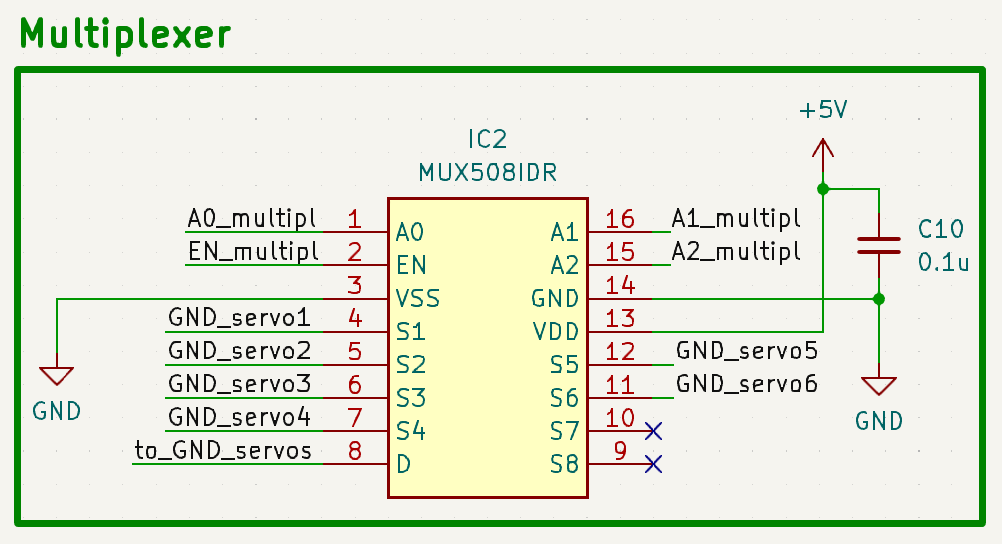 Multiplexer
+5V
IC2
MUX508IDR
A0_multipl 1 A0 A1 16 A1_multipl
EN_multipl 2 EN A2 15 A2_multipl
3 VSS GND 14
GND_servo1 4 S1 VDD 13
GND_servo2 5 S2 S5 12 GND_servo5
GND_servo3 6 S3 S6 11 GND_servo6
GND_servo4 7 S4 S7 10
to_GND_servos 8 D S8 9
C10
0.1u
GND
GND